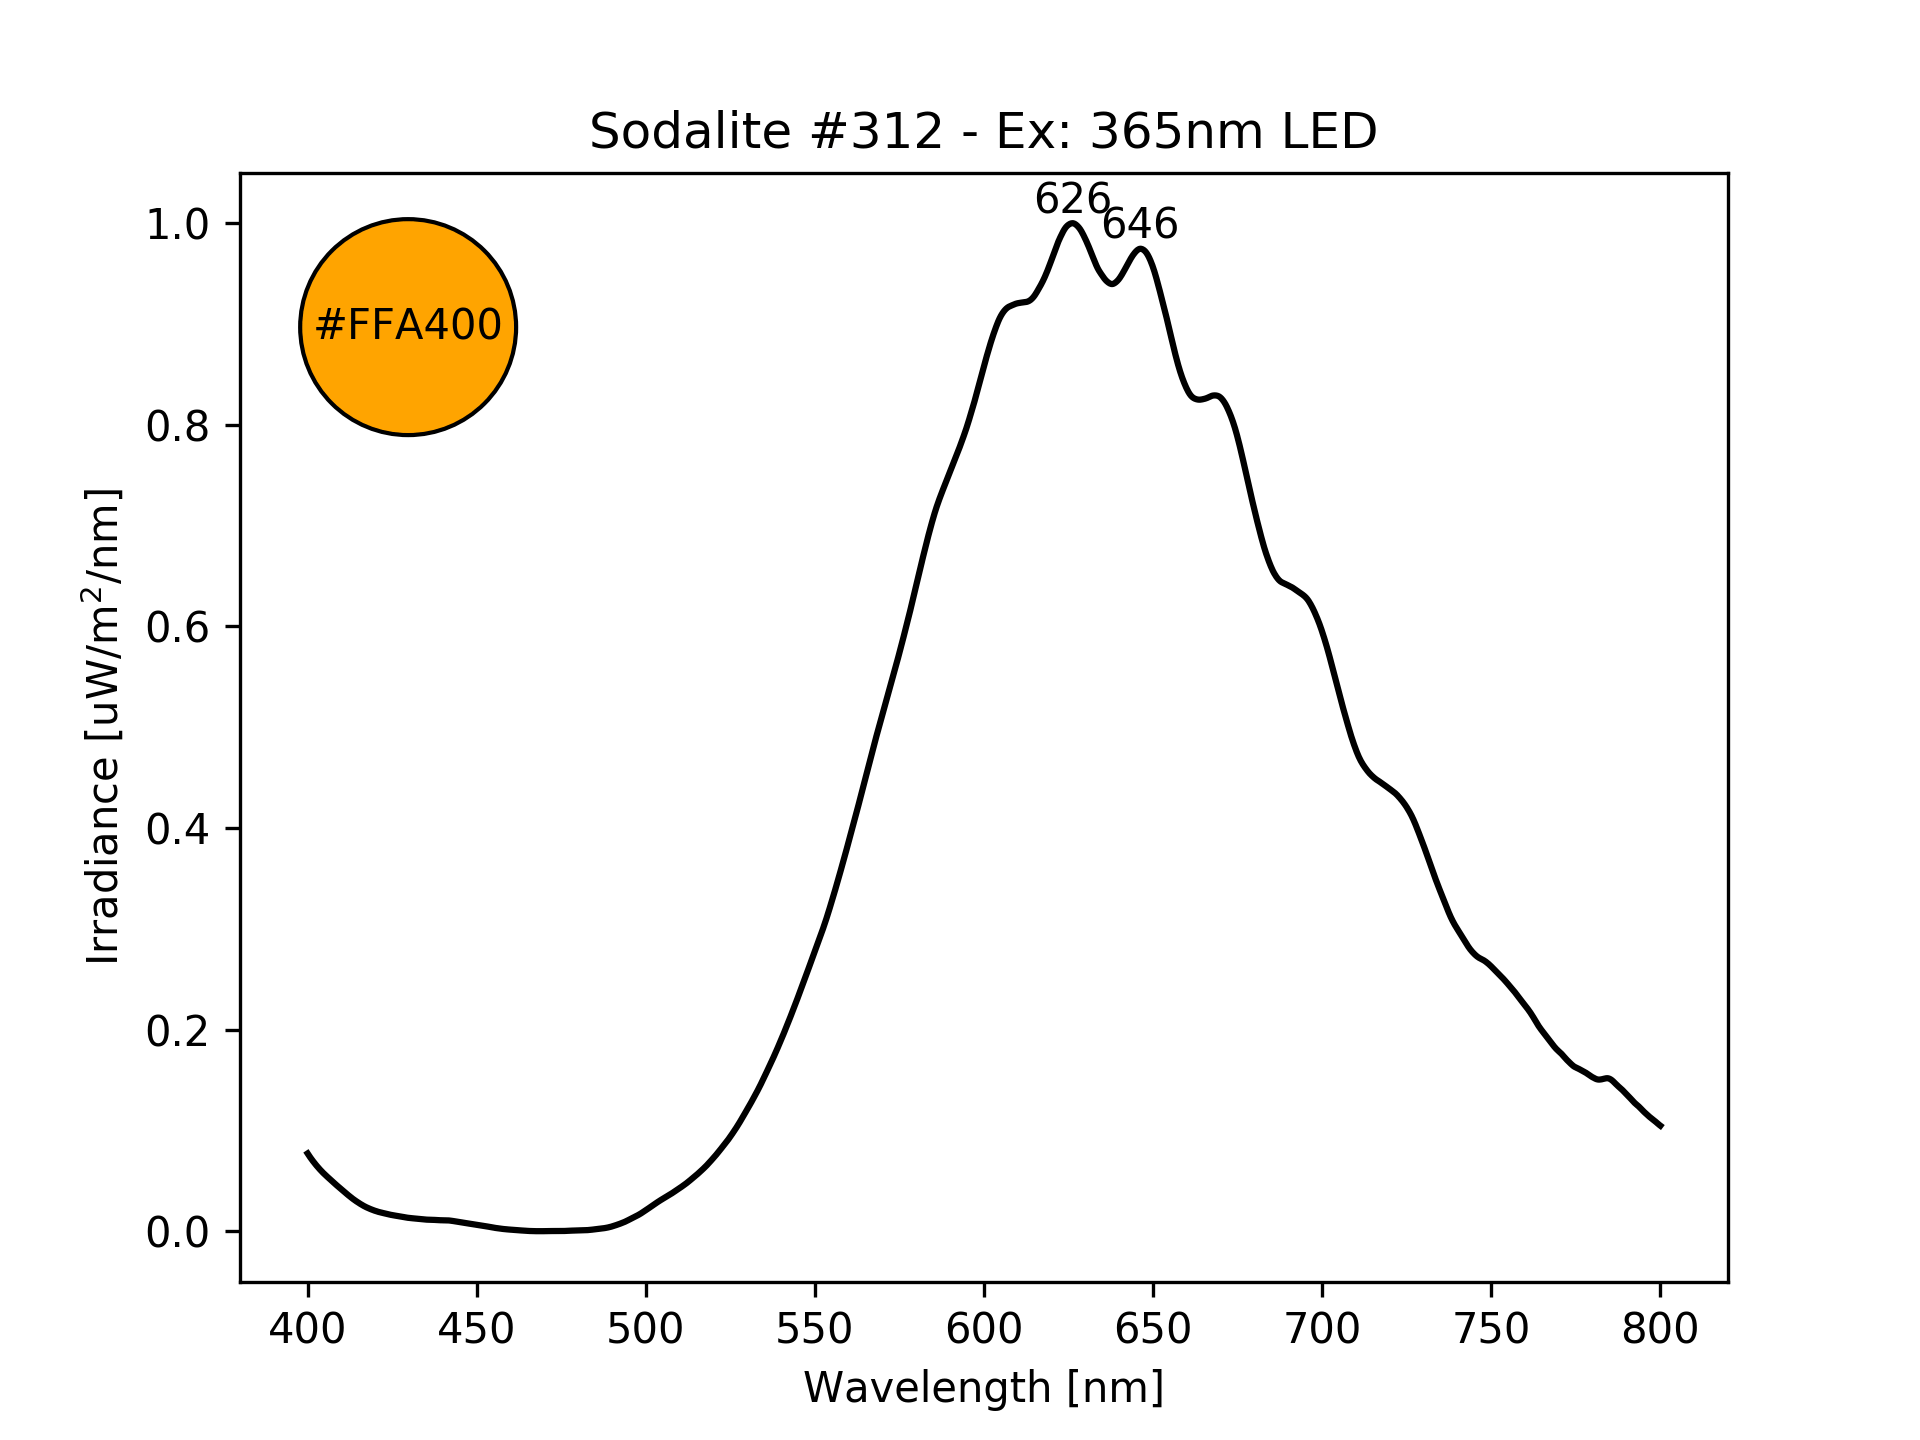 Sodalite #312 - Ex: 365nm LED
626
646
#FFA400
1.0
0.8
0.6
0.4
0.2
0.0
Irradiance [uW/m²/nm]
400 450 500 550 600 650 700 750 800
Wavelength [nm]